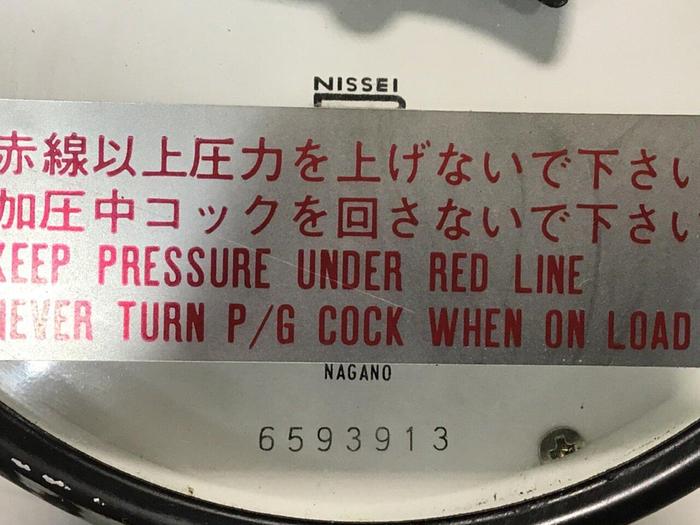 NISSEI
赤線以上圧力を上げないで下さい
加圧中コックを回さないで下さい
KEEP PRESSURE UNDER RED LINE
NEVER TURN P/G COCK WHEN ON LOAD
NAGANO
6593913